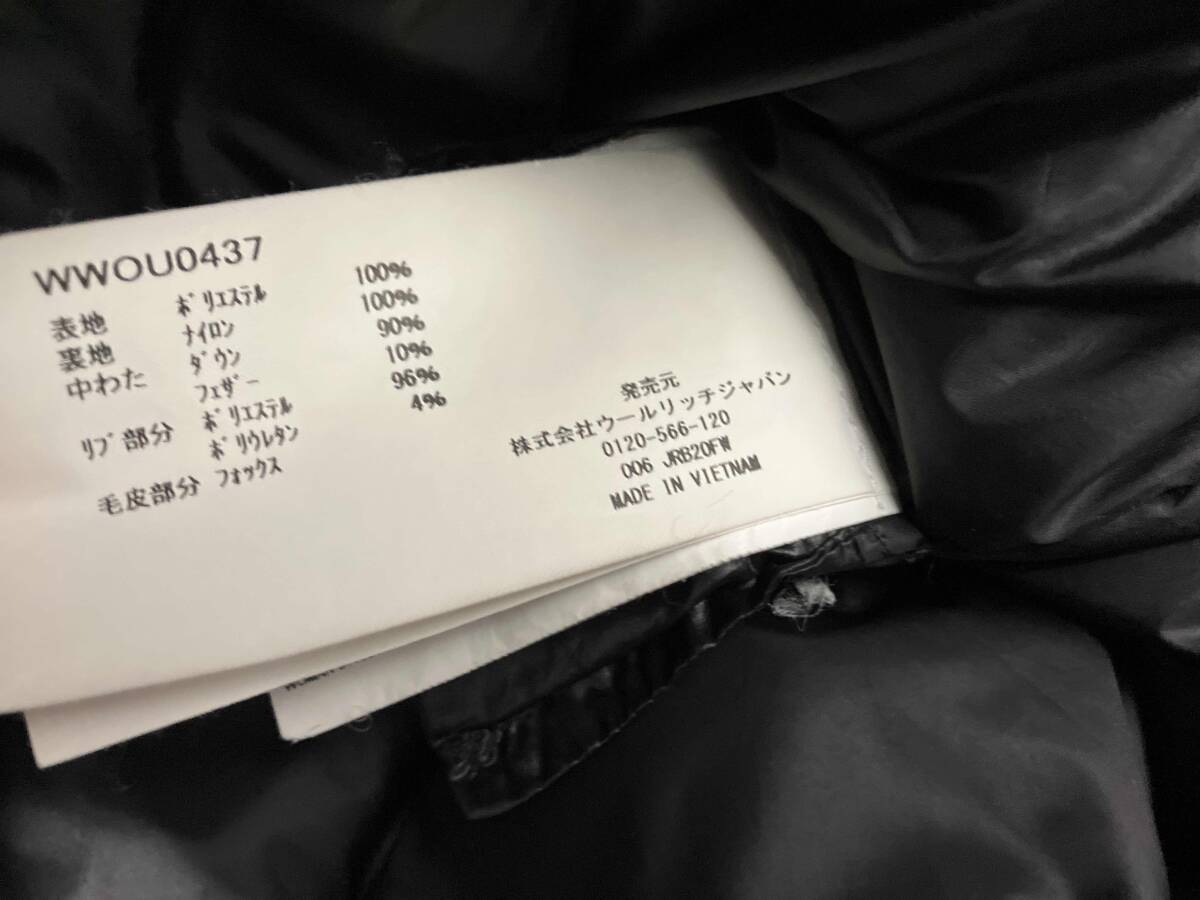 WWOU0437
表地 ポリエステル 100%
裏地 ナイロン 100%
中わた ダウン 90%
フェザー 10%
リブ部分 ポリエステル 96%
ポリウレタン 4%
毛皮部分 フォックス
発売元
株式会社ウールリッチジャパン
0120-566-120
006 JRB20FW
MADE IN VIETNAM